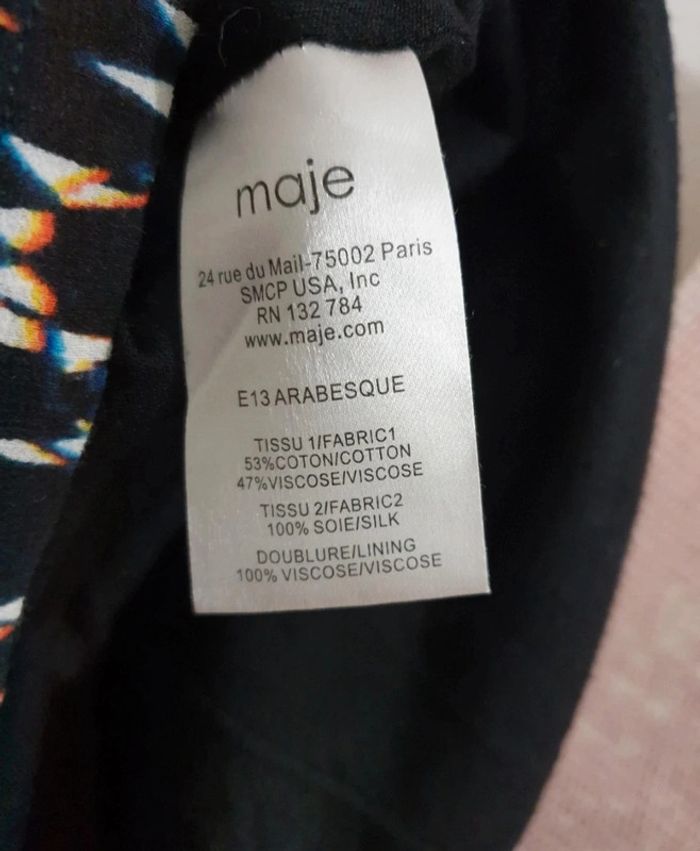 maje
24 rue du Mail-75002 Paris
SMCP USA, Inc
RN 132 784
www.maje.com
E13 ARABESQUE
TISSU 1/FABRIC1
53%COTON/COTTON
47%VISCOSE/VISCOSE
TISSU 2/FABRIC2
100% SOIE/SILK
DOUBLURE/LINING
100% VISCOSE/VISCOSE